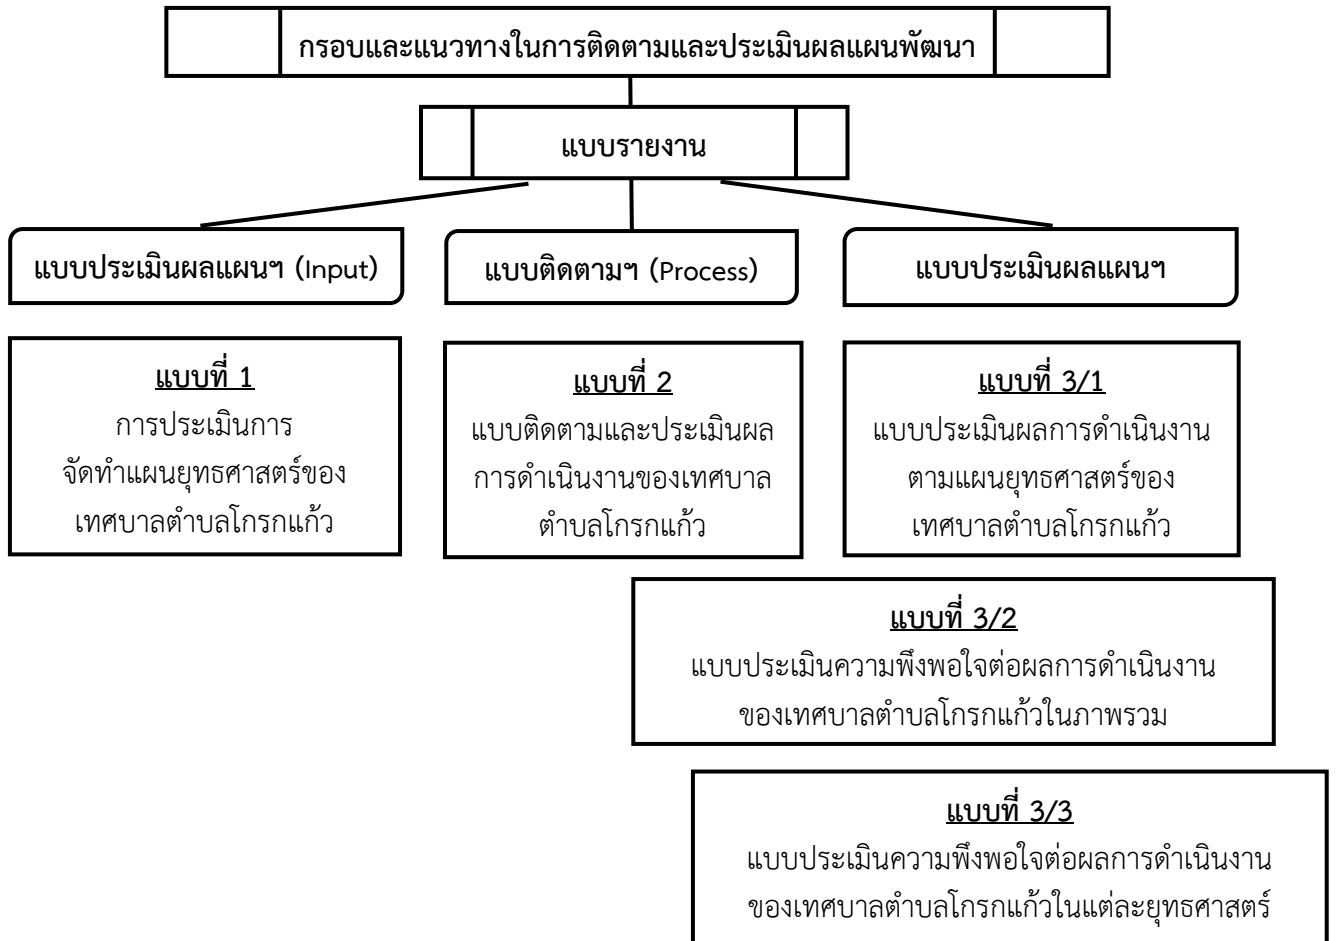 กรอบและแนวทางในการติดตามและประเมินผลแผนพัฒนา
แบบรายงาน
แบบประเมินผลแผนฯ (Input)
แบบติดตามฯ (Process)
แบบประเมินผลแผนฯ
แบบที่ 1
การประเมินการ
จัดทำแผนยุทธศาสตร์ของ
เทศบาลตำบลโกรกแก้ว
แบบที่ 2
แบบติดตามและประเมินผล
การดำเนินงานของเทศบาล
ตำบลโกรกแก้ว
แบบที่ 3/1
แบบประเมินผลการดำเนินงาน
ตามแผนยุทธศาสตร์ของ
เทศบาลตำบลโกรกแก้ว
แบบที่ 3/2
แบบประเมินความพึงพอใจต่อผลการดำเนินงาน
ของเทศบาลตำบลโกรกแก้วในภาพรวม
แบบที่ 3/3
แบบประเมินความพึงพอใจต่อผลการดำเนินงาน
ของเทศบาลตำบลโกรกแก้วในแต่ละยุทธศาสตร์